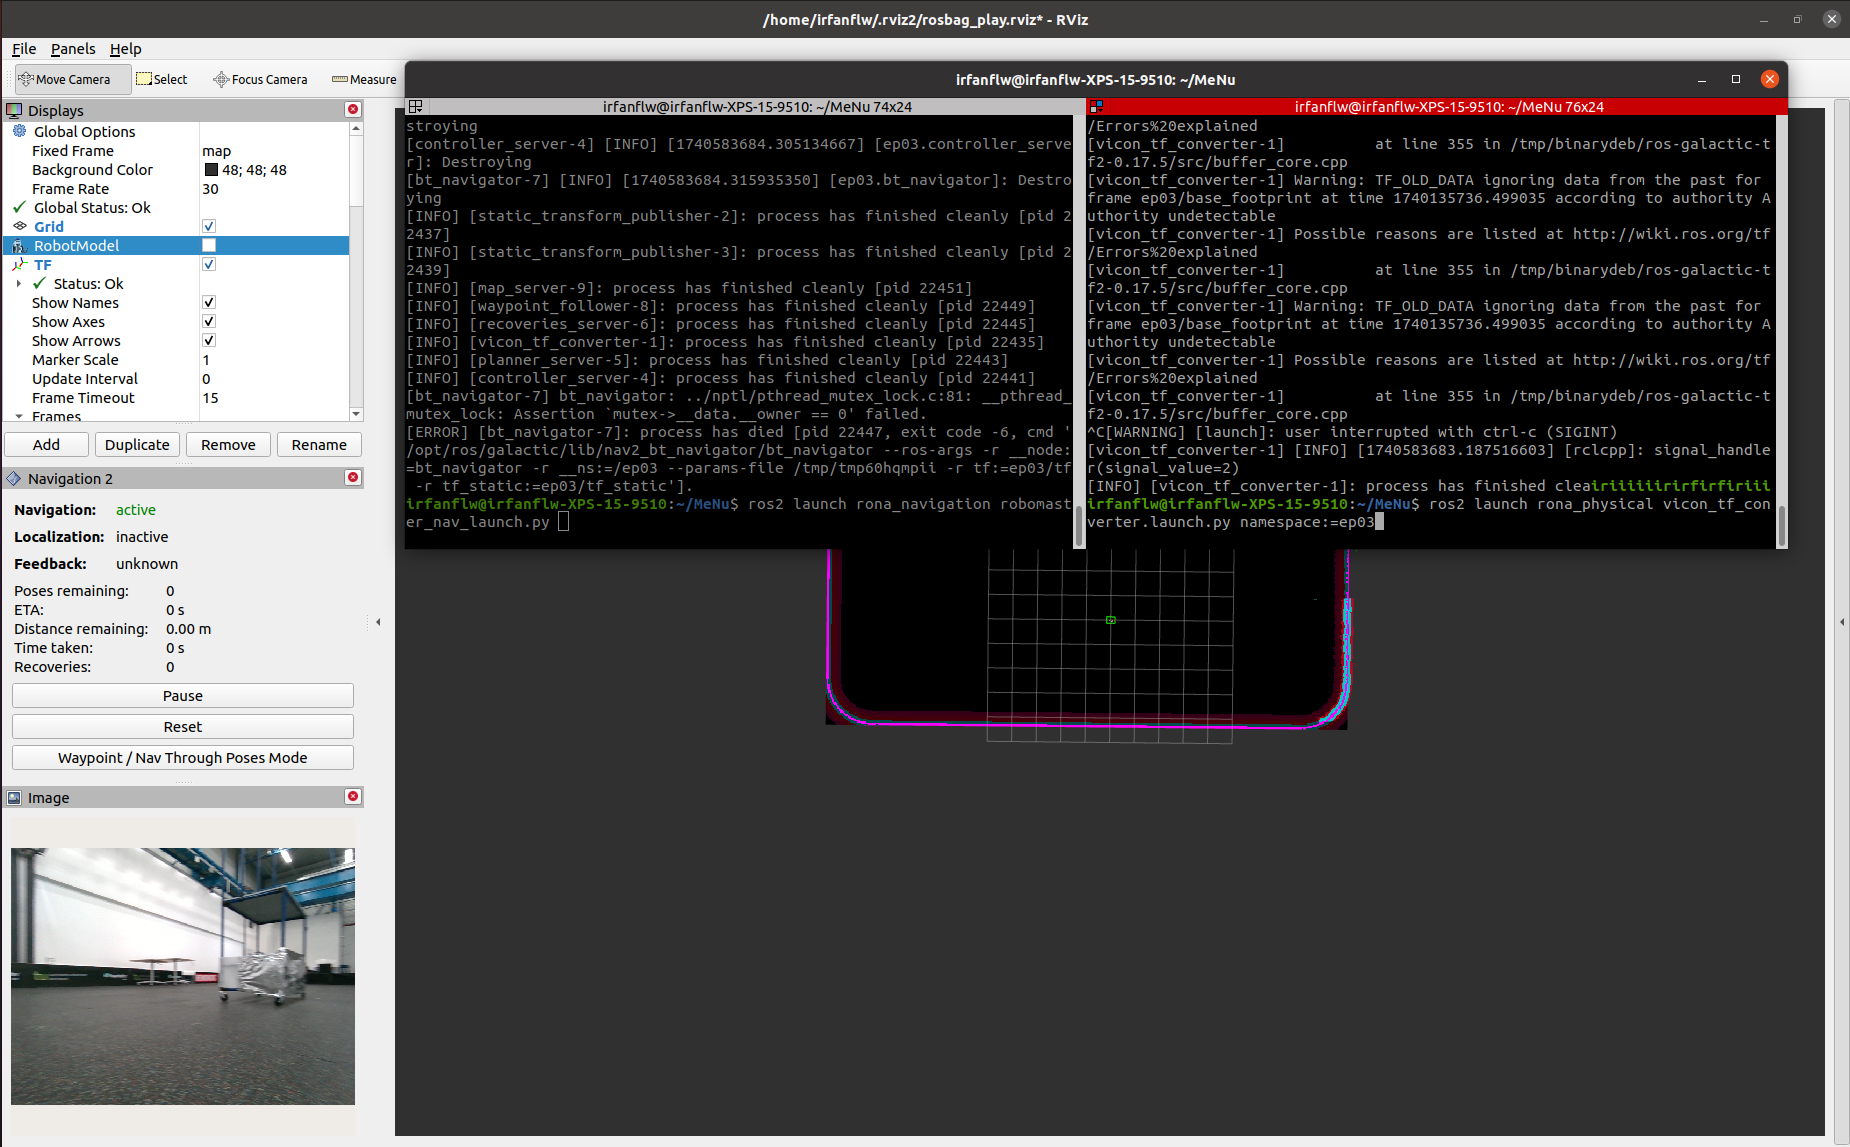 /home/irfanflw/.rviz2/rosbag_play.rviz* - RViz
File Panels Help
Move Camera Select Focus Camera Measure
Displays
Global Options
Fixed Frame map
Background Color 48; 48; 48
Frame Rate 30
Global Status: Ok
Grid
RobotModel
TF
Status: Ok
Show Names
Show Axes
Show Arrows
Marker Scale 1
Update Interval 0
Frame Timeout 15
Frames
Add Duplicate Remove Rename
Navigation 2
Navigation: active
Localization: inactive
Feedback: unknown
Poses remaining: 0
ETA: 0 s
Distance remaining: 0.00 m
Time taken: 0 s
Recoveries: 0
Pause
Reset
Waypoint / Nav Through Poses Mode
Image
irfanflw@irfanflw-XPS-15-9510: ~/MeNu
irfanflw@irfanflw-XPS-15-9510: ~/MeNu 74x24
stroying
[controller_server-4] [INFO] [1740583684.305134667] [ep03.controller_serve
r]: Destroying
[bt_navigator-7] [INFO] [1740583684.315935350] [ep03.bt_navigator]: Destro
ying
[INFO] [static_transform_publisher-2]: process has finished cleanly [pid 2
2437]
[INFO] [static_transform_publisher-3]: process has finished cleanly [pid 2
2439]
[INFO] [map_server-9]: process has finished cleanly [pid 22451]
[INFO] [waypoint_follower-8]: process has finished cleanly [pid 22449]
[INFO] [recoveries_server-6]: process has finished cleanly [pid 22445]
[INFO] [vicon_tf_converter-1]: process has finished cleanly [pid 22435]
[INFO] [planner_server-5]: process has finished cleanly [pid 22443]
[INFO] [controller_server-4]: process has finished cleanly [pid 22441]
[bt_navigator-7] bt_navigator: ../nptl/pthread_mutex_lock.c:81: __pthread_
mutex_lock: Assertion `mutex->__data.__owner == 0' failed.
[ERROR] [bt_navigator-7]: process has died [pid 22447, exit code -6, cmd '
/opt/ros/galactic/lib/nav2_bt_navigator/bt_navigator --ros-args -r __node:
=bt_navigator -r __ns:=/ep03 --params-file /tmp/tmp60hqmpii -r tf:=ep03/tf
-r tf_static:=ep03/tf_static'].
irfanflw@irfanflw-XPS-15-9510:~/MeNu$ ros2 launch rona_navigation robomast
er_nav_launch.py
irfanflw@irfanflw-XPS-15-9510: ~/MeNu 76x24
/Errors%20explained
[vicon_tf_converter-1] at line 355 in /tmp/binarydeb/ros-galactic-t
f2-0.17.5/src/buffer_core.cpp
[vicon_tf_converter-1] Warning: TF_OLD_DATA ignoring data from the past for
frame ep03/base_footprint at time 1740135736.499035 according to authority A
uthority undetectable
[vicon_tf_converter-1] Possible reasons are listed at http://wiki.ros.org/tf
/Errors%20explained
[vicon_tf_converter-1] at line 355 in /tmp/binarydeb/ros-galactic-t
f2-0.17.5/src/buffer_core.cpp
[vicon_tf_converter-1] Warning: TF_OLD_DATA ignoring data from the past for
frame ep03/base_footprint at time 1740135736.499035 according to authority A
uthority undetectable
[vicon_tf_converter-1] Possible reasons are listed at http://wiki.ros.org/tf
/Errors%20explained
[vicon_tf_converter-1] at line 355 in /tmp/binarydeb/ros-galactic-t
f2-0.17.5/src/buffer_core.cpp
^C[WARNING] [launch]: user interrupted with ctrl-c (SIGINT)
[vicon_tf_converter-1] [INFO] [1740583683.187516603] [rclcpp]: signal_handle
r(signal_value=2)
[INFO] [vicon_tf_converter-1]: process has finished cleairiiiiiirirfirfiriii
irfanflw@irfanflw-XPS-15-9510:~/MeNu$ ros2 launch rona_physical vicon_tf_con
verter.launch.py namespace:=ep03